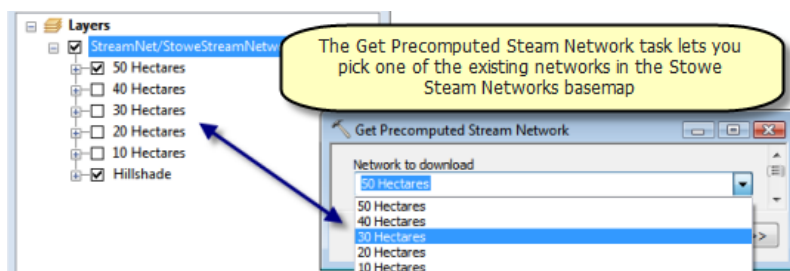 Layers
StreamNet/StoweStreamNetw
50 Hectares
40 Hectares
30 Hectares
20 Hectares
10 Hectares
Hillshade
The Get Precomputed Steam Network task lets you
pick one of the existing networks in the Stowe
Steam Networks basemap
Get Precomputed Stream Network
Network to download
50 Hectares
50 Hectares
40 Hectares
30 Hectares
20 Hectares
10 Hectares
>>